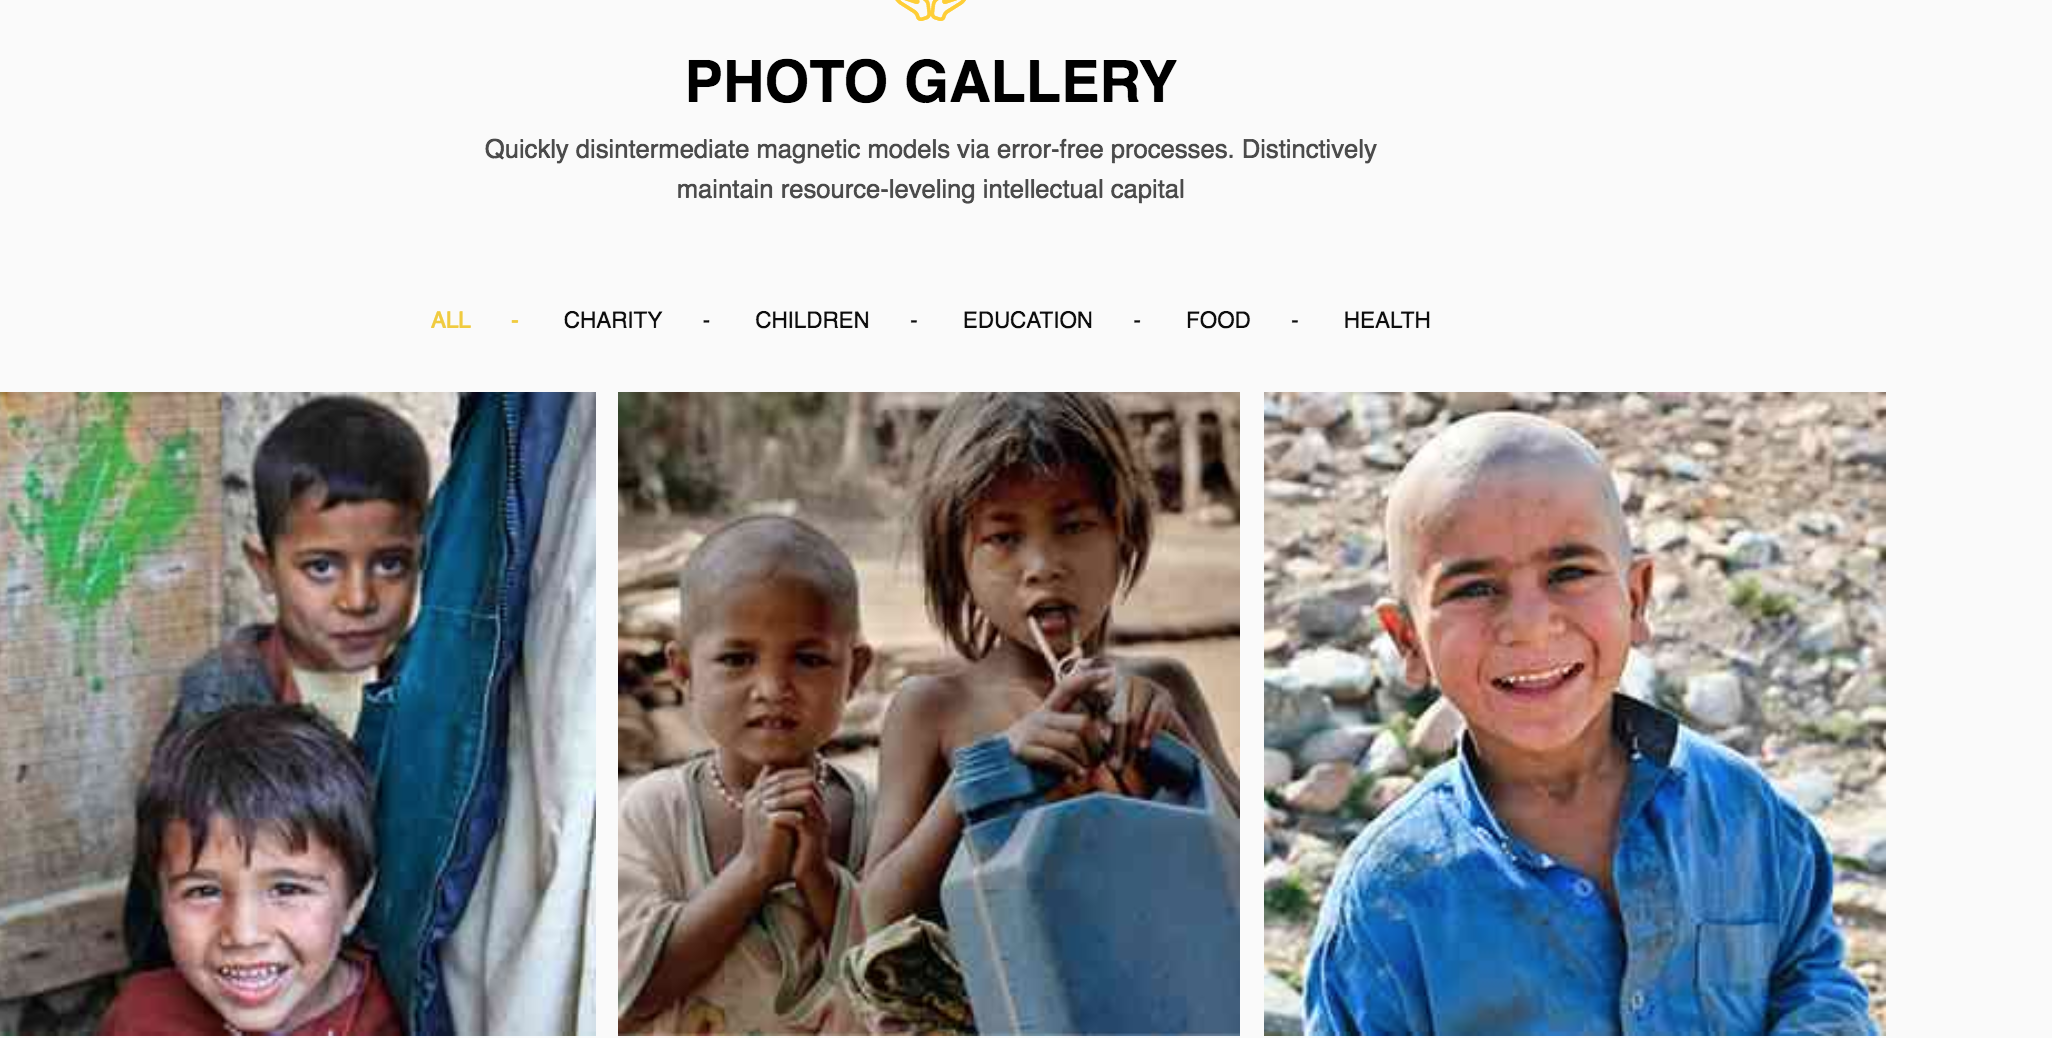 PHOTO GALLERY
Quickly disintermediate magnetic models via error-free processes. Distinctively
maintain resource-leveling intellectual capital
ALL - CHARITY - CHILDREN - EDUCATION - FOOD - HEALTH